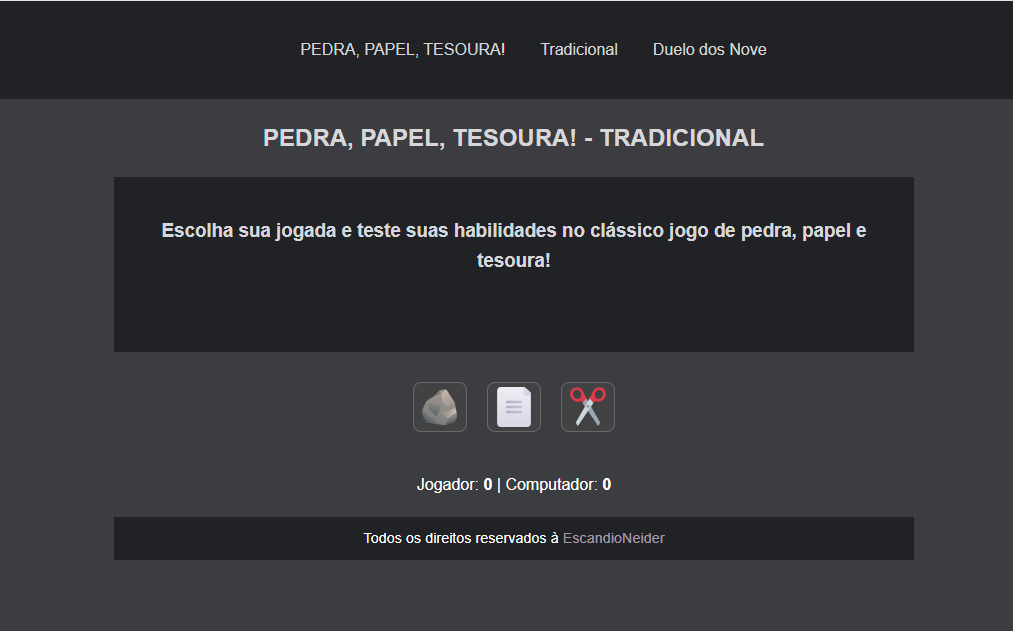 PEDRA, PAPEL, TESOURA! Tradicional Duelo dos Nove
PEDRA, PAPEL, TESOURA! - TRADICIONAL
Escolha sua jogada e teste suas habilidades no clássico jogo de pedra, papel e
tesoura!
Jogador: 0 | Computador: 0
Todos os direitos reservados à EscandioNeider